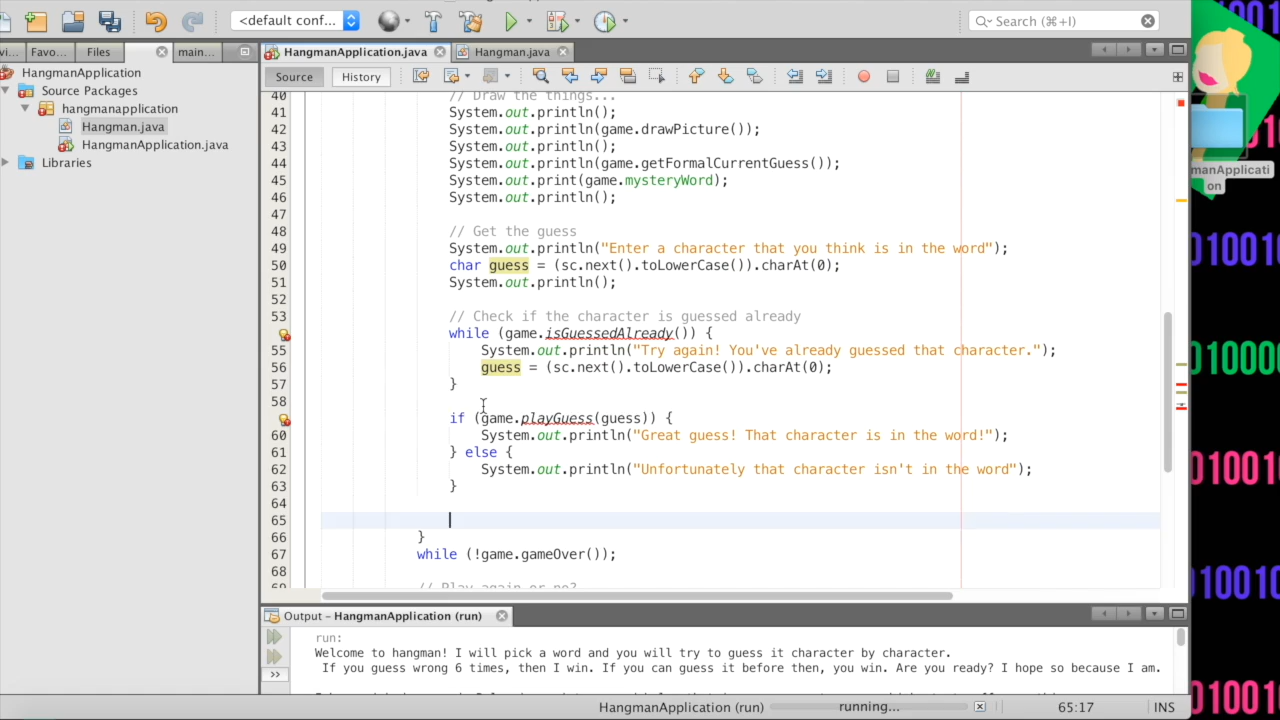 <default conf...
Search (⌘+I)
Favo...
Files
main...
HangmanApplication.java
Hangman.java
HangmanApplication
Source Packages
hangmanapplication
Hangman.java
HangmanApplication.java
Libraries
Source
History
40 // Draw the things...
41 System.out.println();
42 System.out.println(game.drawPicture());
43 System.out.println();
44 System.out.println(game.getFormalCurrentGuess());
45 System.out.print(game.mysteryWord);
46 System.out.println();
47
48 // Get the guess
49 System.out.println("Enter a character that you think is in the word");
50 char guess = (sc.next().toLowerCase()).charAt(0);
51 System.out.println();
52
53 // Check if the character is guessed already
while (game.isGuessedAlready()) {
55 System.out.println("Try again! You've already guessed that character.");
56 guess = (sc.next().toLowerCase()).charAt(0);
57 }
58
if (game.playGuess(guess)) {
60 System.out.println("Great guess! That character is in the word!");
61 } else {
62 System.out.println("Unfortunately that character isn't in the word");
63 }
64
65
66 }
67 while (!game.gameOver());
68
69 // Play again or no?
Output – HangmanApplication (run)
run:
Welcome to hangman! I will pick a word and you will try to guess it character by character.
If you guess wrong 6 times, then I win. If you can guess it before then, you win. Are you ready? I hope so because I am.
>>
HangmanApplication (run)
running...
65:17
INS
manApplicati
on
010010
010010
010010
010010
010010